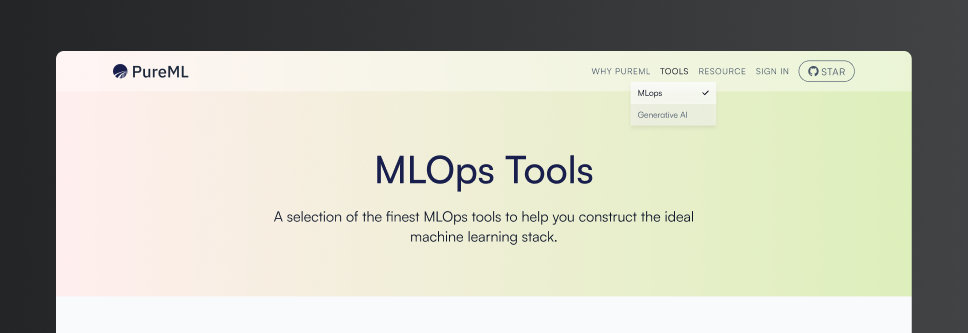 PureML
WHY PUREML TOOLS RESOURCE SIGN IN STAR
MLops
Generative AI
MLOps Tools
A selection of the finest MLOps tools to help you construct the ideal
machine learning stack.